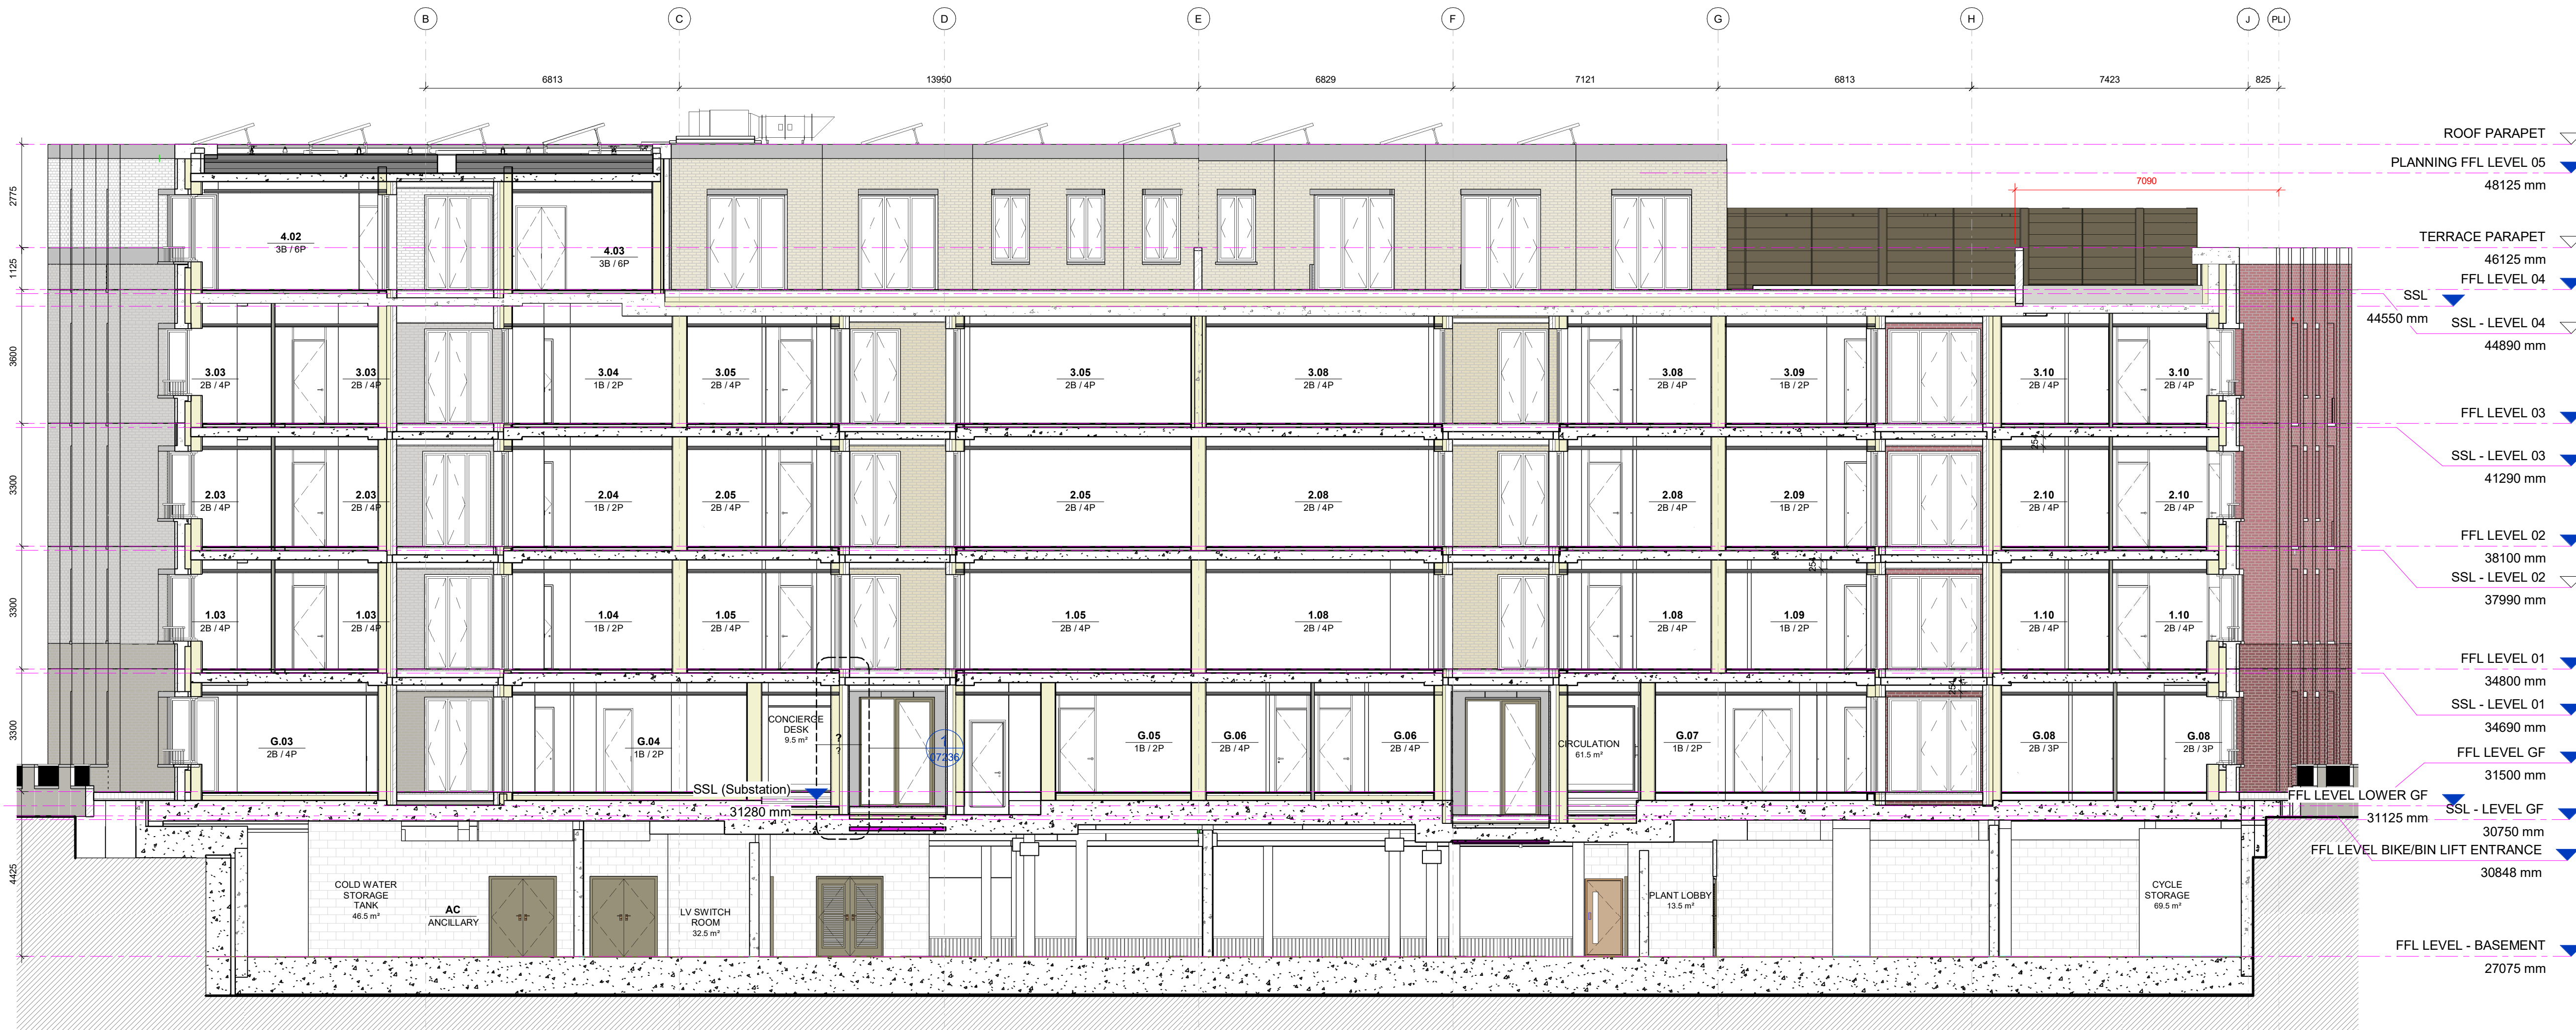 B
C
D
E
F
G
H
J
PLI
6813
13950
6829
7121
6813
7423
825
ROOF PARAPET
PLANNING FFL LEVEL 05
48125 mm
7090
TERRACE PARAPET
46125 mm
FFL LEVEL 04
SSL
44550 mm
SSL - LEVEL 04
44890 mm
FFL LEVEL 03
SSL - LEVEL 03
41290 mm
FFL LEVEL 02
38100 mm
SSL - LEVEL 02
37990 mm
FFL LEVEL 01
34800 mm
SSL - LEVEL 01
34690 mm
FFL LEVEL GF
31500 mm
FFL LEVEL LOWER GF
31125 mm
SSL - LEVEL GF
30750 mm
FFL LEVEL BIKE/BIN LIFT ENTRANCE
30848 mm
FFL LEVEL - BASEMENT
27075 mm
2775
1125
3600
3300
3300
3300
4425
4.02
3B / 6P
4.03
3B / 6P
3.03
2B / 4P
3.03
2B / 4P
3.04
1B / 2P
3.05
2B / 4P
3.05
2B / 4P
3.08
2B / 4P
3.08
2B / 4P
3.09
1B / 2P
3.10
2B / 4P
3.10
2B / 4P
254
2.03
2B / 4P
2.03
2B / 4P
2.04
1B / 2P
2.05
2B / 4P
2.05
2B / 4P
2.08
2B / 4P
2.08
2B / 4P
2.09
1B / 2P
2.10
2B / 4P
2.10
2B / 4P
254
1.03
2B / 4P
1.03
2B / 4P
1.04
1B / 2P
1.05
2B / 4P
1.05
2B / 4P
1.08
2B / 4P
1.08
2B / 4P
1.09
1B / 2P
1.10
2B / 4P
1.10
2B / 4P
254
G.03
2B / 4P
G.04
1B / 2P
CONCIERGE
DESK
9.5 m²
?
?
1
07236
G.05
1B / 2P
G.06
2B / 4P
G.06
2B / 4P
CIRCULATION
61.5 m²
G.07
1B / 2P
G.08
2B / 3P
G.08
2B / 3P
SSL (Substation)
31280 mm
COLD WATER
STORAGE
TANK
46.5 m²
AC
ANCILLARY
LV SWITCH
ROOM
32.5 m²
PLANT LOBBY
13.5 m²
CYCLE
STORAGE
69.5 m²